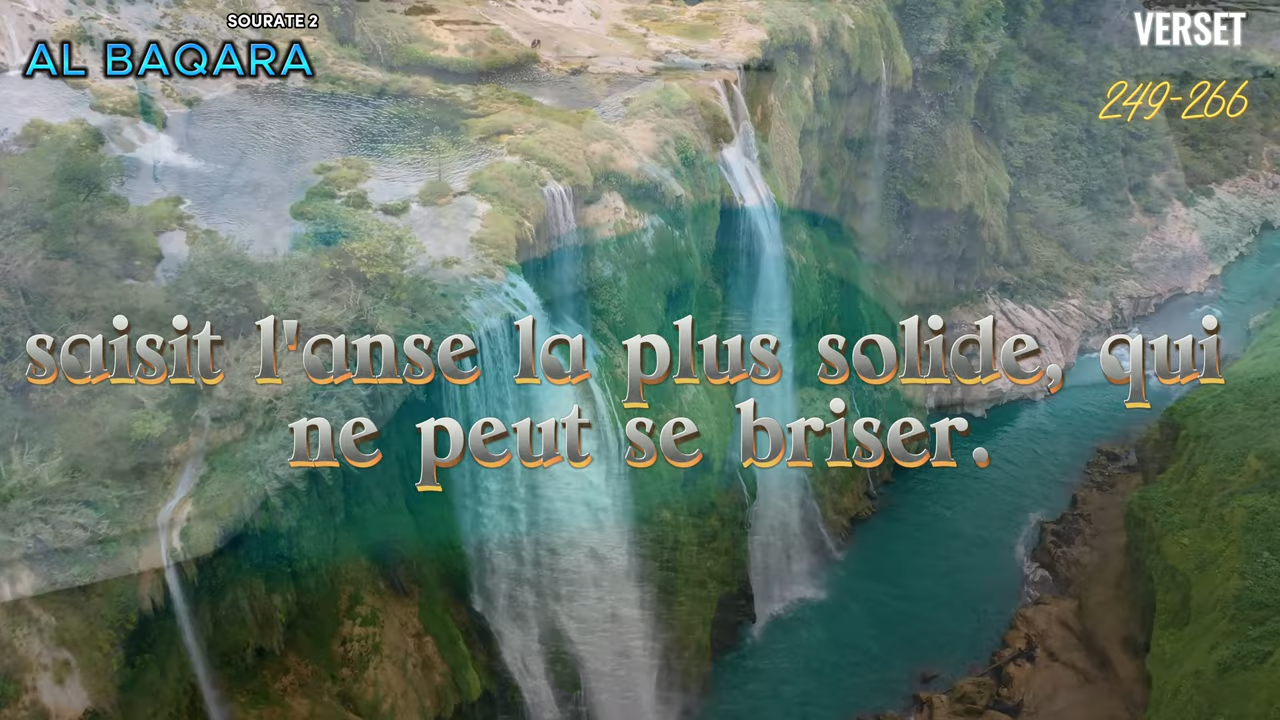 SOURATE 2
AL BAQARA
VERSET
249-266
saisit l'anse la plus solide, qui
ne peut se briser.